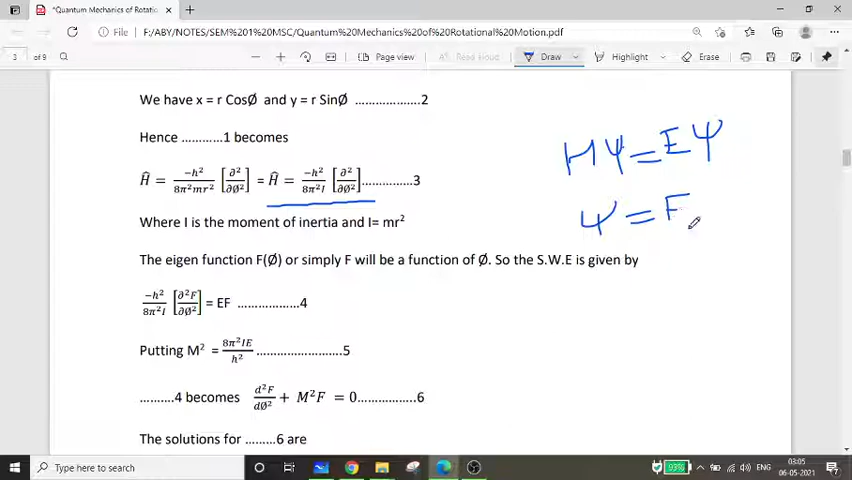 *Quantum Mechanics of Rotatio
File
F:/ABY/NOTES/SEM%201%20MSC/Quantum%20Mechanics%20of%20Rotational%20Motion.pdf
3 of 9
Page view
Read aloud
Draw
Highlight
Erase
We have x = r CosØ and y = r SinØ ....................2
Hence ...........1 becomes
Ĥ = −h²/8π²mr² [∂²/∂Ø²] = Ĥ = −h²/8π²I [∂²/∂Ø²]..............3
Where I is the moment of inertia and I= mr²
The eigen function F(Ø) or simply F will be a function of Ø. So the S.W.E is given by
−h²/8π²I [∂²F/∂Ø²] = EF .................4
Putting M² = 8π²IE/h² .......................5
.........4 becomes d²F/dØ² + M²F = 0................6
The solutions for .........6 are
Hψ = Eψ
ψ = F
Type here to search
93%
ENG
03:05
06-05-2021
7